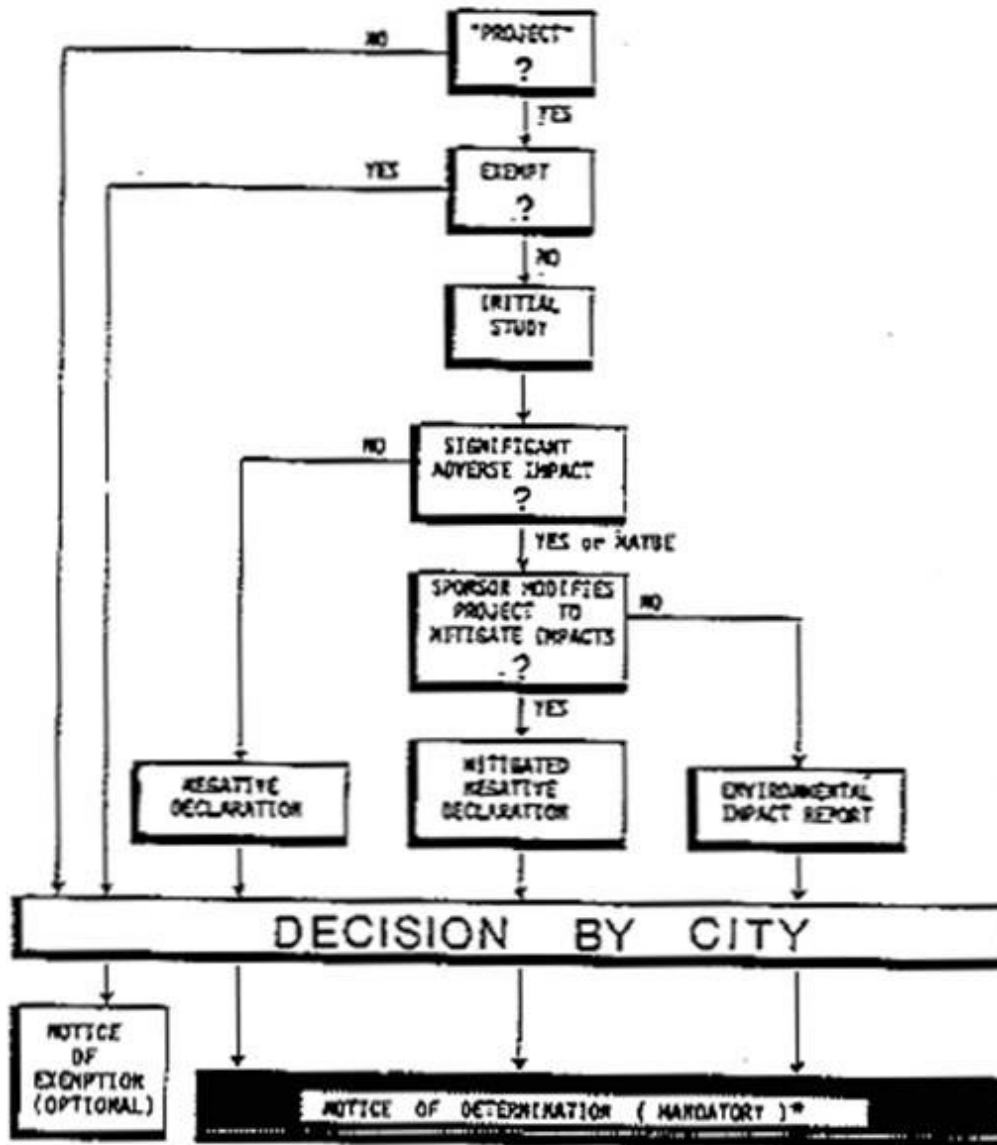 "PROJECT"
?
NO
YES
EXEMPT
?
YES
NO
INITIAL
STUDY
SIGNIFICANT
ADVERSE IMPACT
?
NO
YES or MAYBE
SPONSOR MODIFIES
PROJECT TO
MITIGATE IMPACTS
?
NO
YES
NEGATIVE
DECLARATION
MITIGATED
NEGATIVE
DECLARATION
ENVIRONMENTAL
IMPACT REPORT
DECISION BY CITY
NOTICE
OF
EXEMPTION
(OPTIONAL)
NOTICE OF DETERMINATION ( MANDATORY )*